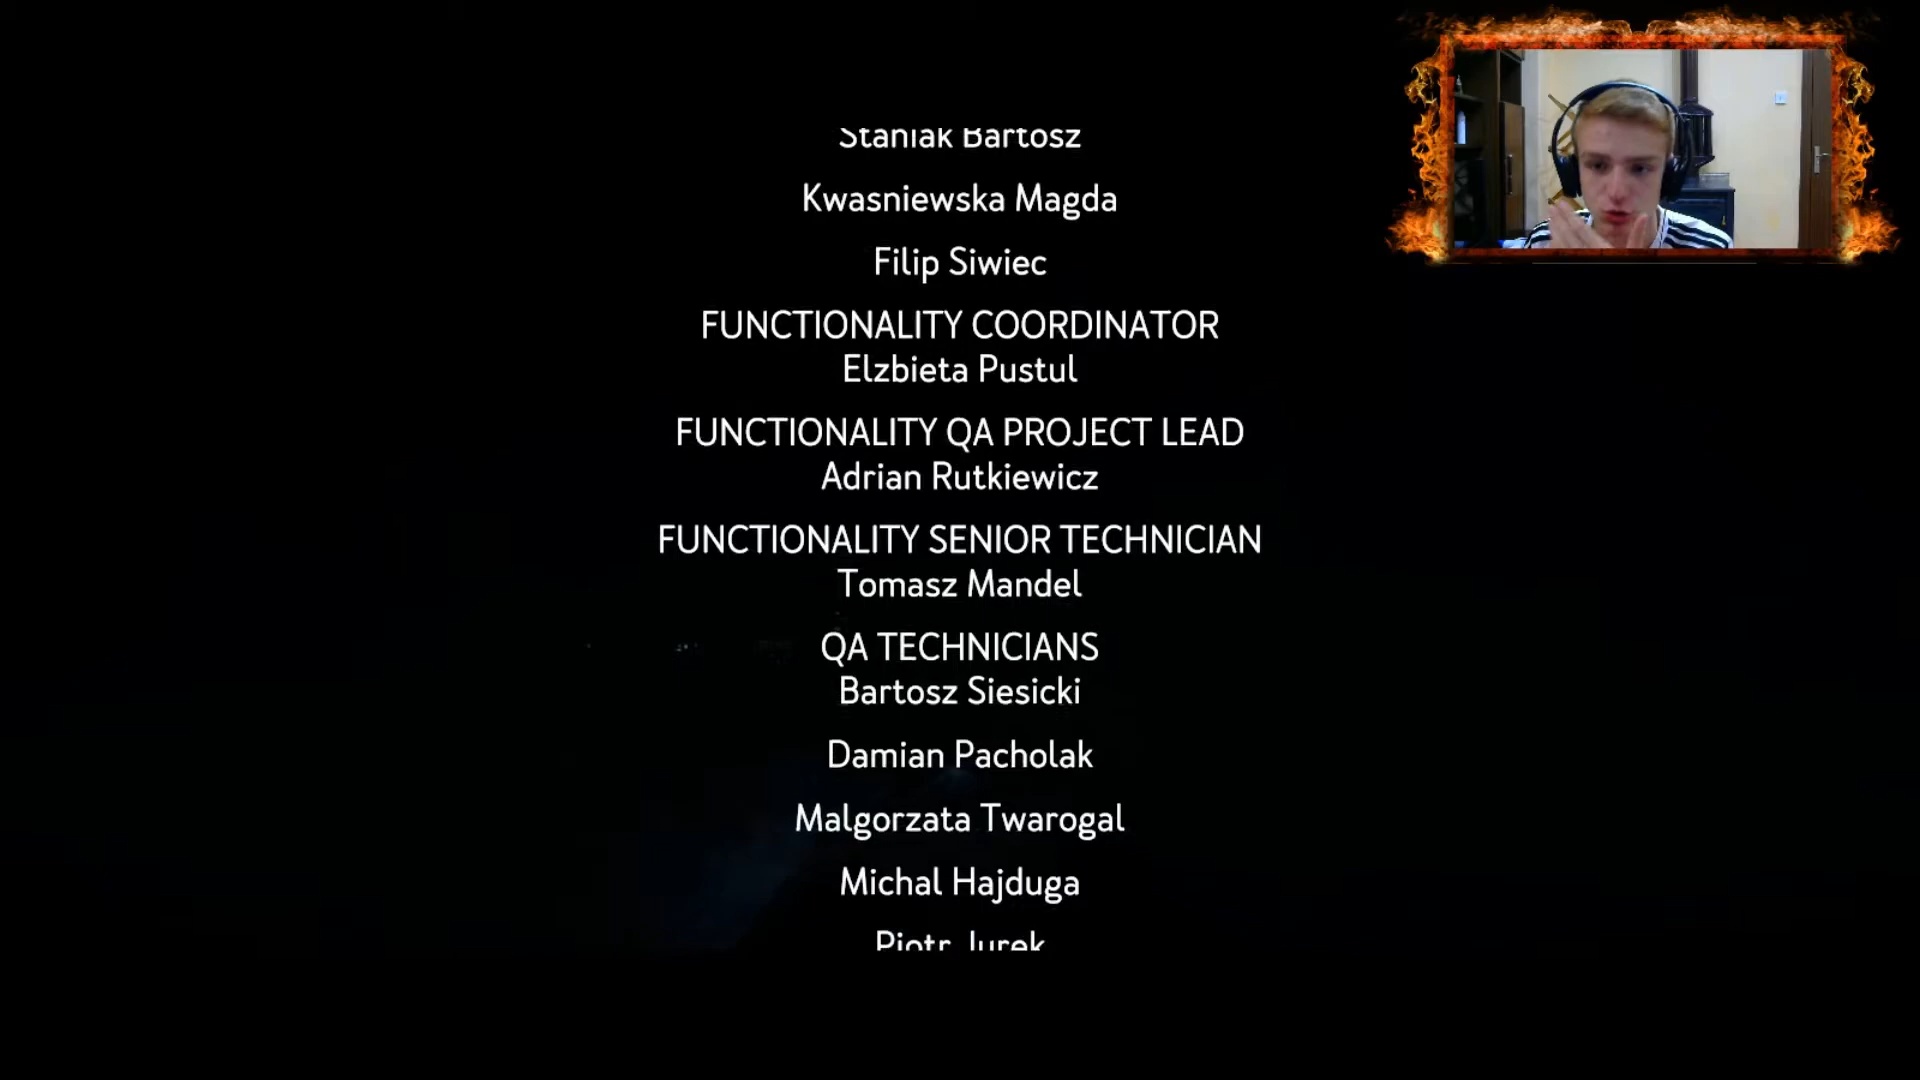 Staniak Bartosz
Kwasniewska Magda
Filip Siwiec
FUNCTIONALITY COORDINATOR
Elzbieta Pustul
FUNCTIONALITY QA PROJECT LEAD
Adrian Rutkiewicz
FUNCTIONALITY SENIOR TECHNICIAN
Tomasz Mandel
QA TECHNICIANS
Bartosz Siesicki
Damian Pacholak
Malgorzata Twarogal
Michal Hajduga
Piotr Jurek